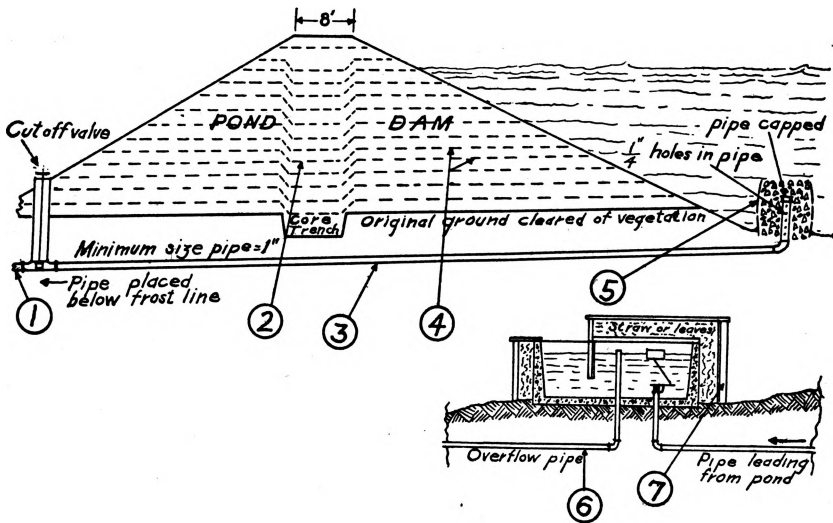 8'
POND DAM
Cutoff valve
pipe capped
1/4" holes in pipe
Core
Trench
Original ground cleared of vegetation
Minimum size pipe=1"
Pipe placed
below frost line
1
2
3
4
5
Straw or leaves
Overflow pipe
Pipe leading
from pond
6
7